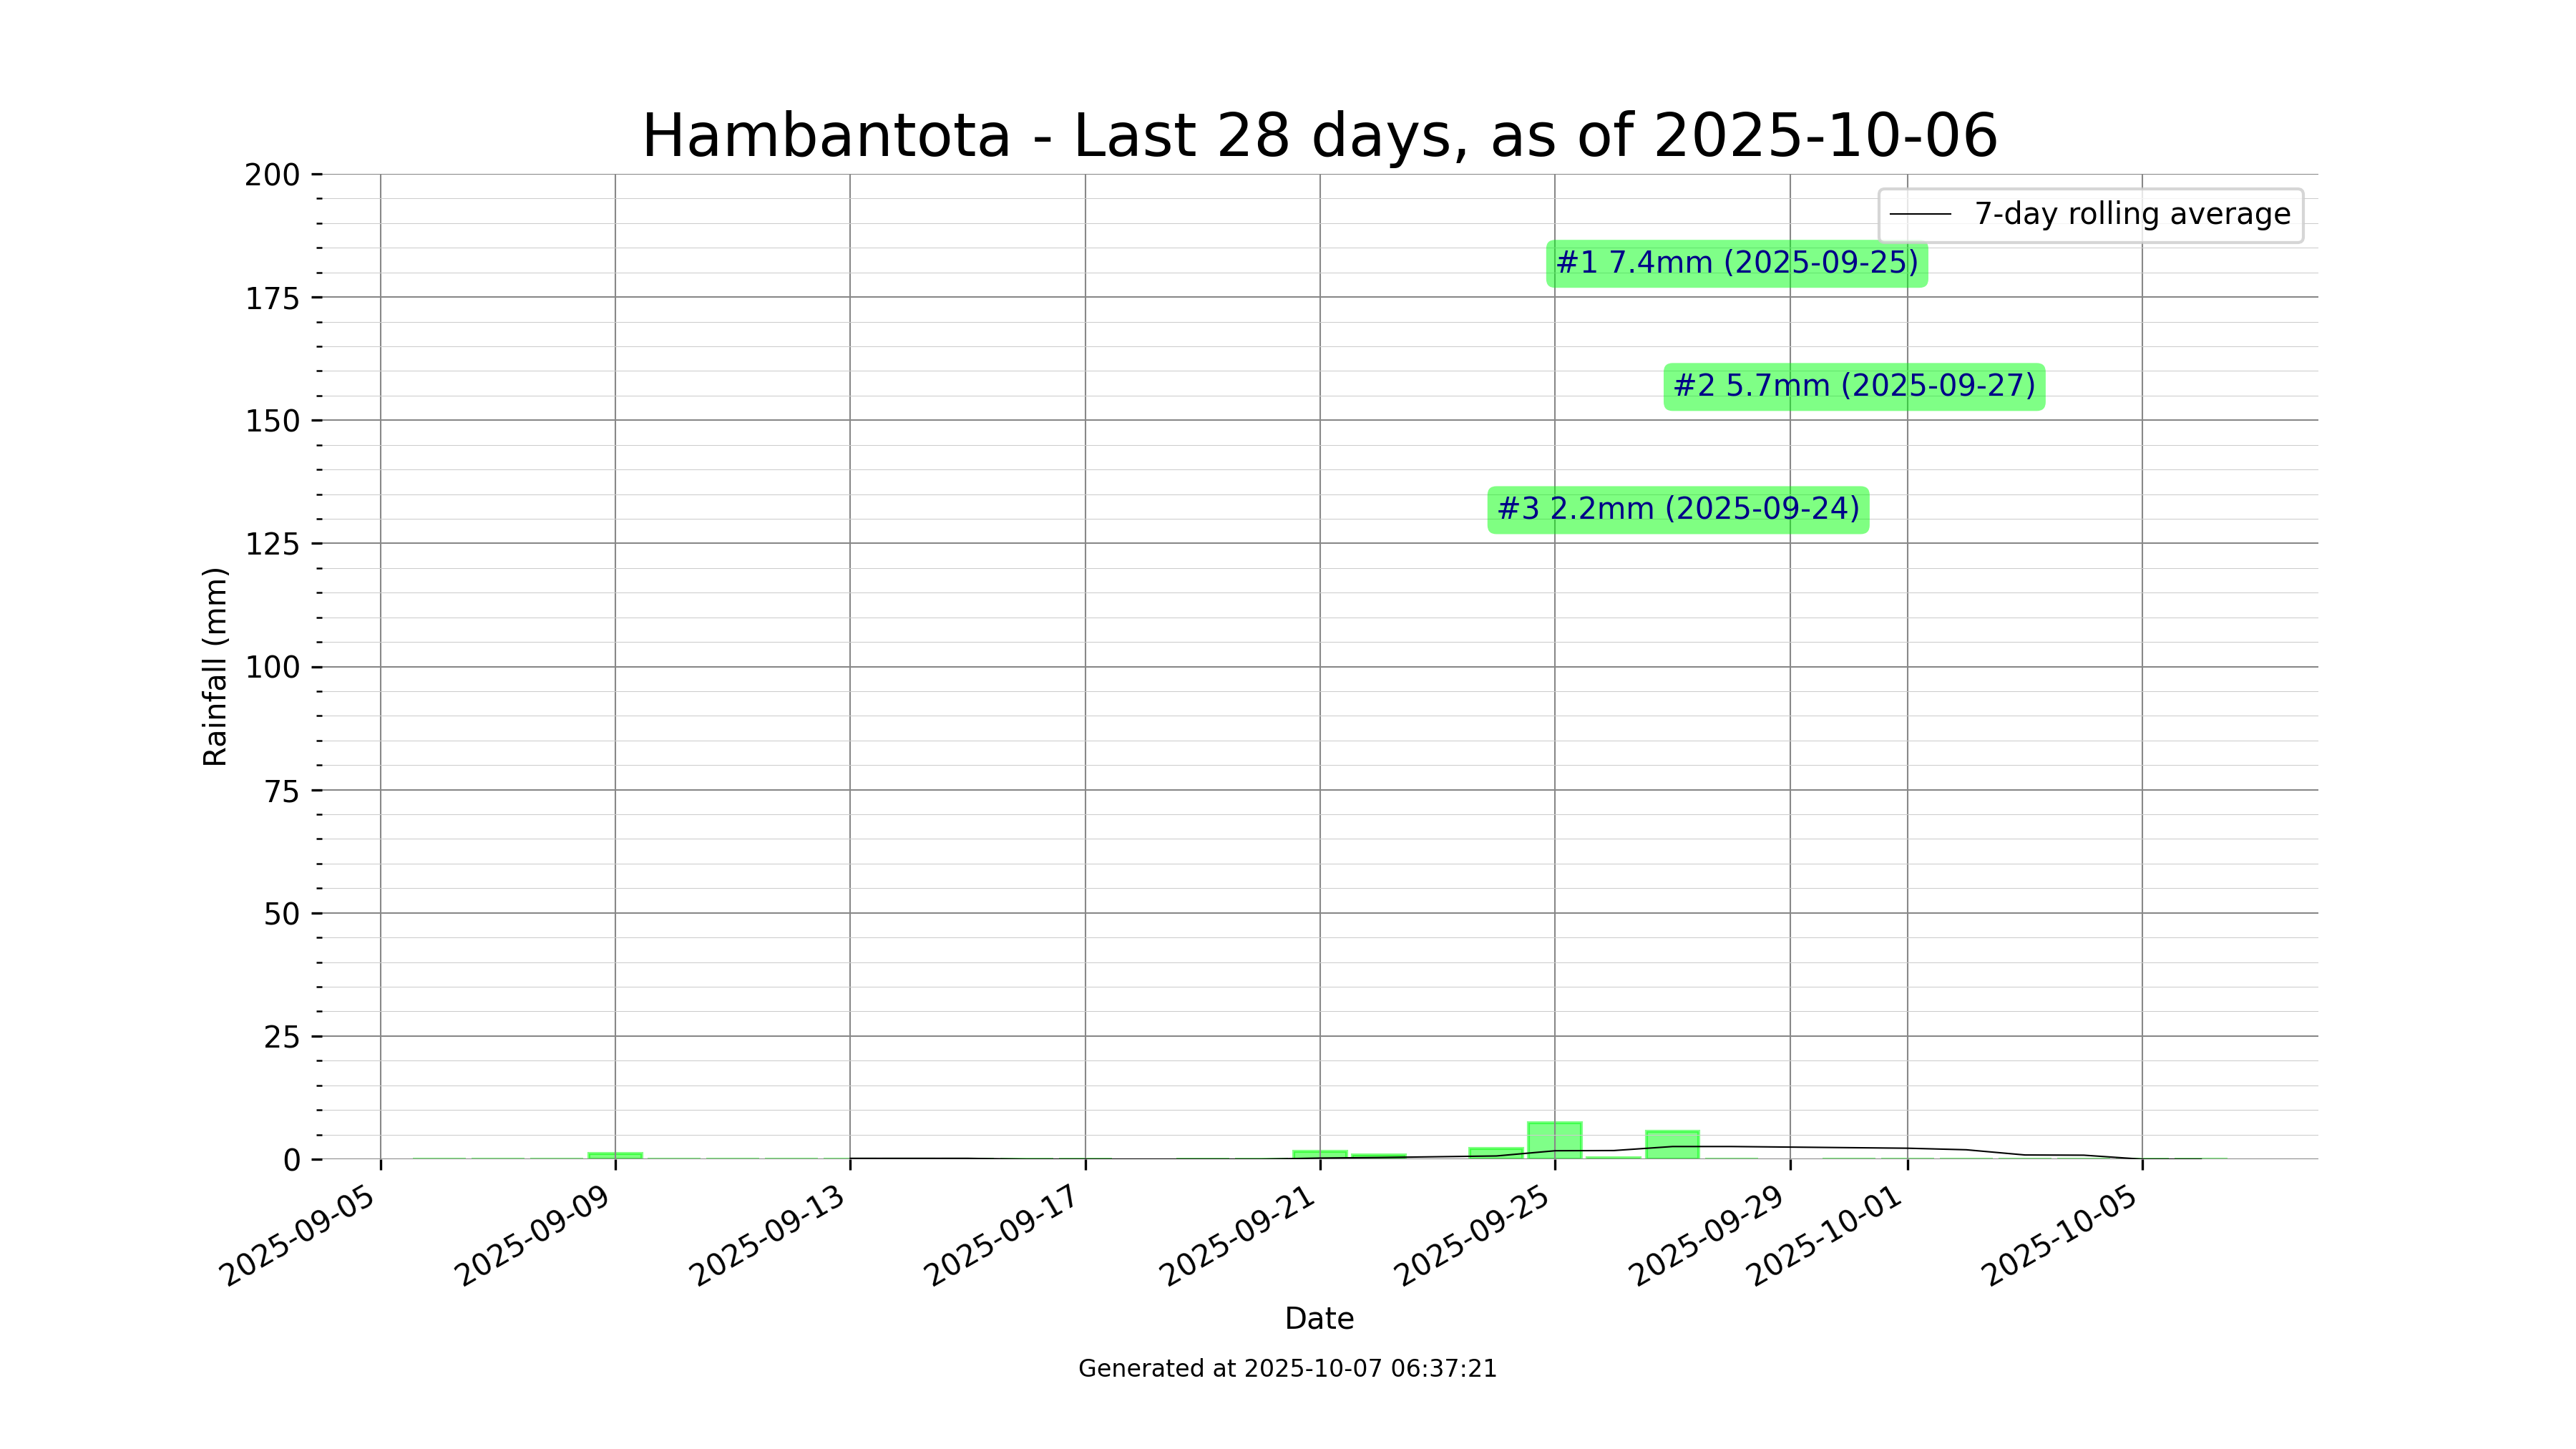 Hambantota - Last 28 days, as of 2025-10-06
200
175
150
125
100
75
50
25
0
Rainfall (mm)
7-day rolling average
#1 7.4mm (2025-09-25)
#2 5.7mm (2025-09-27)
#3 2.2mm (2025-09-24)
2025-09-05
2025-09-09
2025-09-13
2025-09-17
2025-09-21
2025-09-25
2025-09-29
2025-10-01
2025-10-05
Date
Generated at 2025-10-07 06:37:21